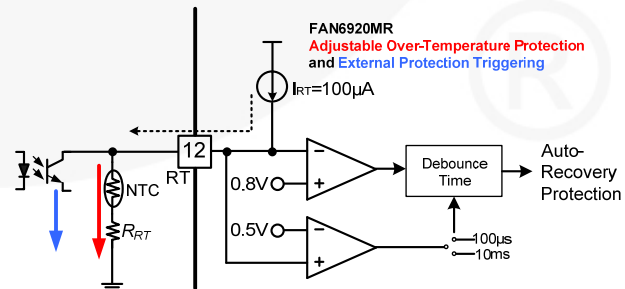 FAN6920MR
Adjustable Over-Temperature Protection
and External Protection Triggering
IRT=100µA
12
RT
NTC
RRT
0.8V
0.5V
−
+
−
+
Debounce
Time
100µs
10ms
Auto-
Recovery
Protection
®